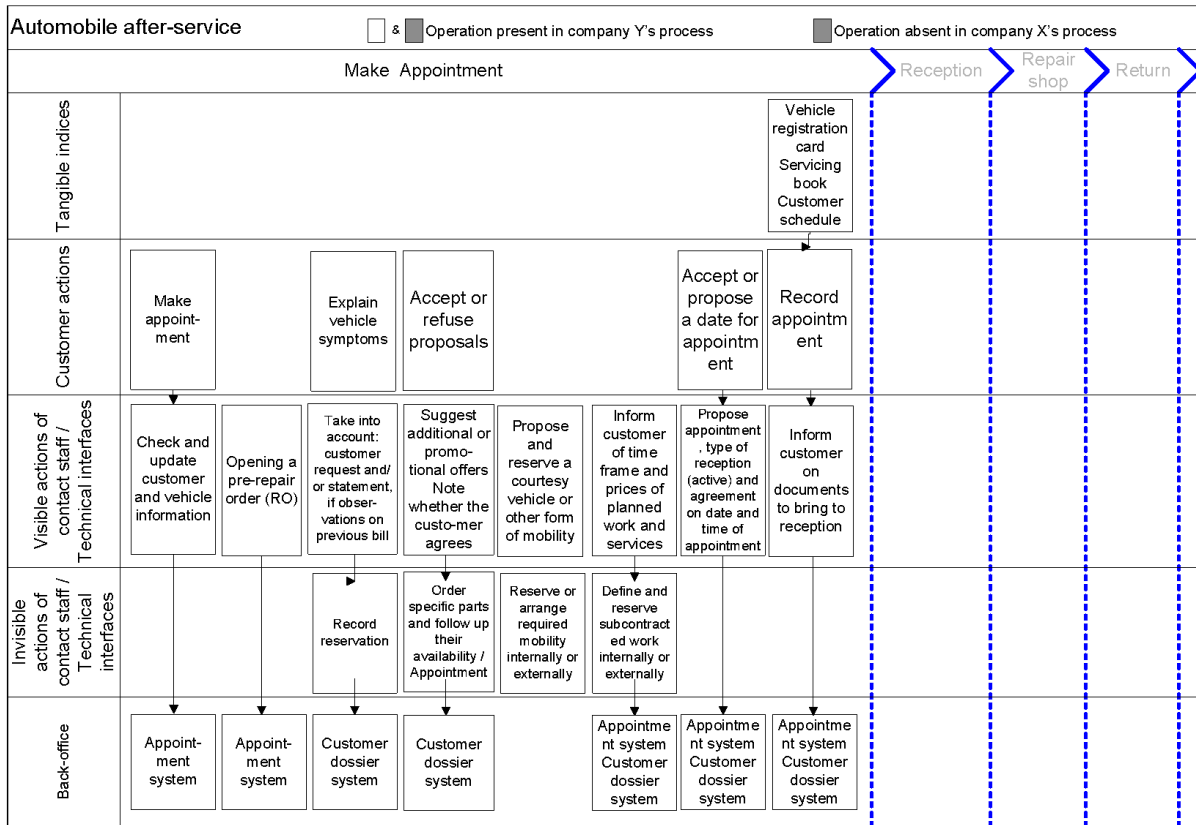 Automobile after-service
& Operation present in company Y's process
Operation absent in company X's process
Make Appointment
Reception
Repair
shop
Return
Tangible indices
Vehicle
registration
card
Servicing
book
Customer
schedule
Customer actions
Make
appoint-
ment
Explain
vehicle
symptoms
Accept or
refuse
proposals
Accept or
propose
a date for
appointm
ent
Record
appointm
ent
Visible actions of
contact staff /
Technical interfaces
Check and
update
customer
and vehicle
information
Opening a
pre-repair
order (RO)
Take into
account:
customer
request and/
or statement,
if obser-
vations on
previous bill
Suggest
additional or
promo-
tional offers
Note
whether the
custo-mer
agrees
Propose
and
reserve a
courtesy
vehicle or
other form
of mobility
Inform
customer
of time
frame and
prices of
planned
work and
services
Propose
appointment
, type of
reception
(active) and
agreement
on date and
time of
appointment
Inform
customer
on
documents
to bring to
reception
Invisible
actions of
contact staff /
Technical
interfaces
Record
reservation
Order
specific parts
and follow up
their
availability /
Appointment
Reserve or
arrange
required
mobility
internally or
externally
Define and
reserve
subcontract
ed work
internally or
externally
Back-office
Appoint-
ment
system
Appoint-
ment
system
Customer
dossier
system
Customer
dossier
system
Appointme
nt system
Customer
dossier
system
Appointme
nt system
Customer
dossier
system
Appointme
nt system
Customer
dossier
system